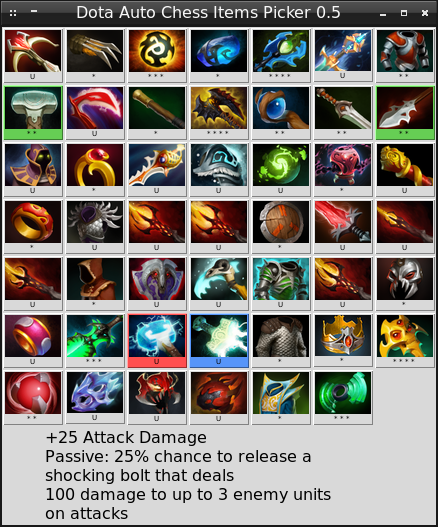 Dota Auto Chess Items Picker 0.5
U * *** * **** U **
** U * **** ** ** **
U * U U U * U
* U U U * U U
U * U U U U *
U *** U U * * ****
** U U U * ***
+25 Attack Damage
Passive: 25% chance to release a
shocking bolt that deals
100 damage to up to 3 enemy units
on attacks